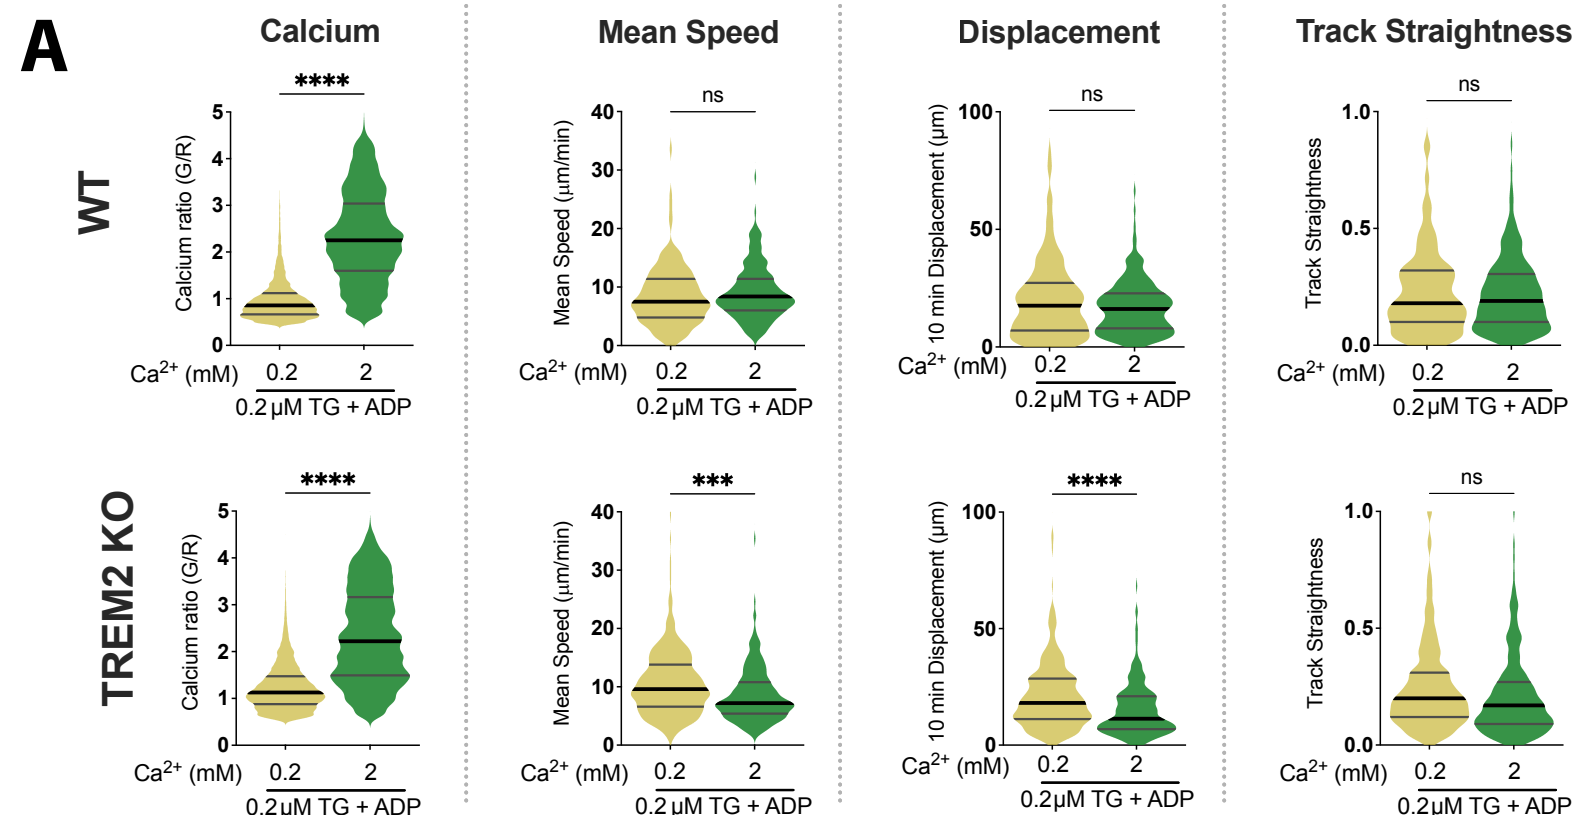 A
Calcium
Mean Speed
Displacement
Track Straightness
WT
****
Calcium ratio (G/R)
5
4
3
2
1
0
Ca2+ (mM)
0.2
2
0.2 µM TG + ADP
ns
Mean Speed (µm/min)
40
30
20
10
0
Ca2+ (mM)
0.2
2
0.2 µM TG + ADP
ns
10 min Displacement (µm)
100
50
0
Ca2+ (mM)
0.2
2
0.2 µM TG + ADP
ns
Track Straightness
1.0
0.5
0.0
Ca2+ (mM)
0.2
2
0.2 µM TG + ADP
TREM2 KO
****
Calcium ratio (G/R)
5
4
3
2
1
0
Ca2+ (mM)
0.2
2
0.2 µM TG + ADP
***
Mean Speed (µm/min)
40
30
20
10
0
Ca2+ (mM)
0.2
2
0.2 µM TG + ADP
****
10 min Displacement (µm)
100
50
0
Ca2+ (mM)
0.2
2
0.2 µM TG + ADP
ns
Track Straightness
1.0
0.5
0.0
Ca2+ (mM)
0.2
2
0.2 µM TG + ADP